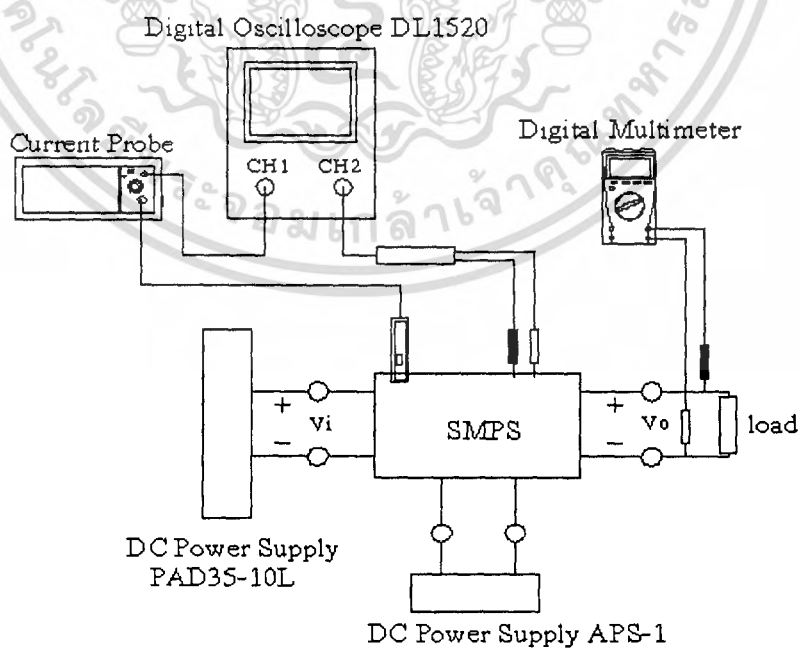 Digital Oscilloscope DL1520
Current Probe
CH1
CH2
Digital Multimeter
+
Vi
−
SMPS
+
Vo
−
load
DC Power Supply
PAD35-10L
DC Power Supply APS-1